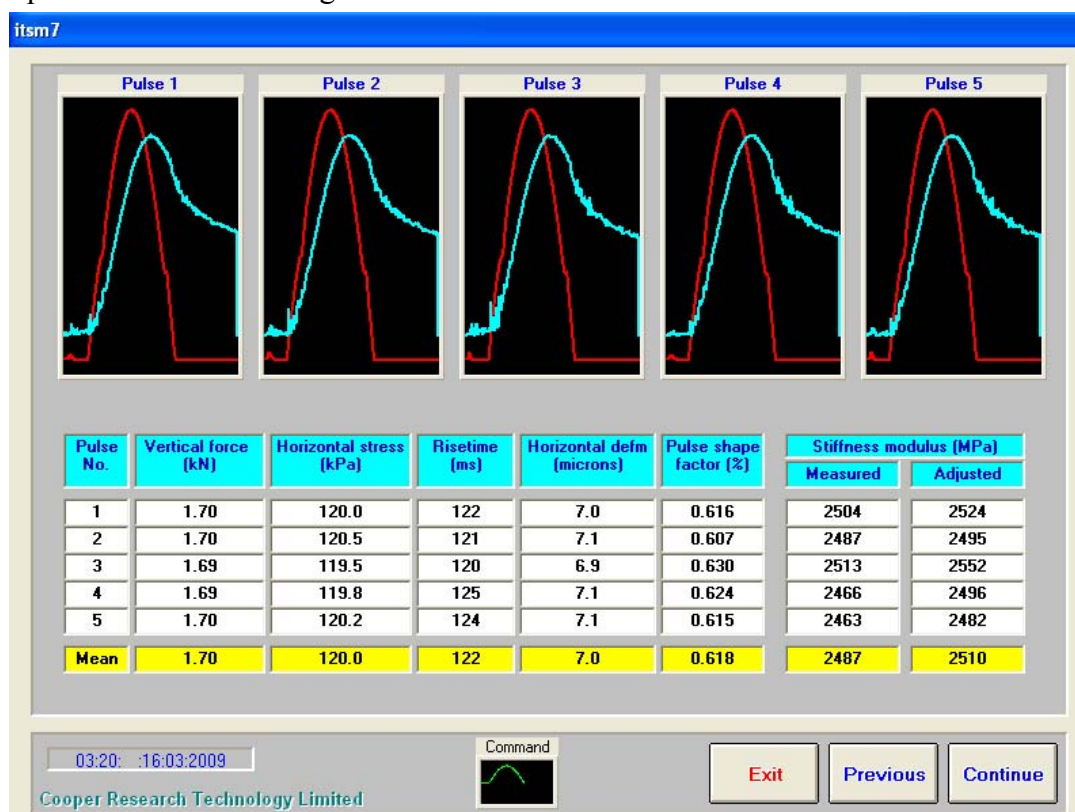 itsm7
Pulse 1 Pulse 2 Pulse 3 Pulse 4 Pulse 5
Pulse No. Vertical force (kN) Horizontal stress (kPa) Risetime (ms) Horizontal defm (microns) Pulse shape factor (%) Stiffness modulus (MPa)
Measured Adjusted
1 1.70 120.0 122 7.0 0.616 2504 2524
2 1.70 120.5 121 7.1 0.607 2487 2495
3 1.69 119.5 120 6.9 0.630 2513 2552
4 1.69 119.8 125 7.1 0.624 2466 2496
5 1.70 120.2 124 7.1 0.615 2463 2482
Mean 1.70 120.0 122 7.0 0.618 2487 2510
03:20: :16:03:2009
Command
Exit Previous Continue
Cooper Research Technology Limited